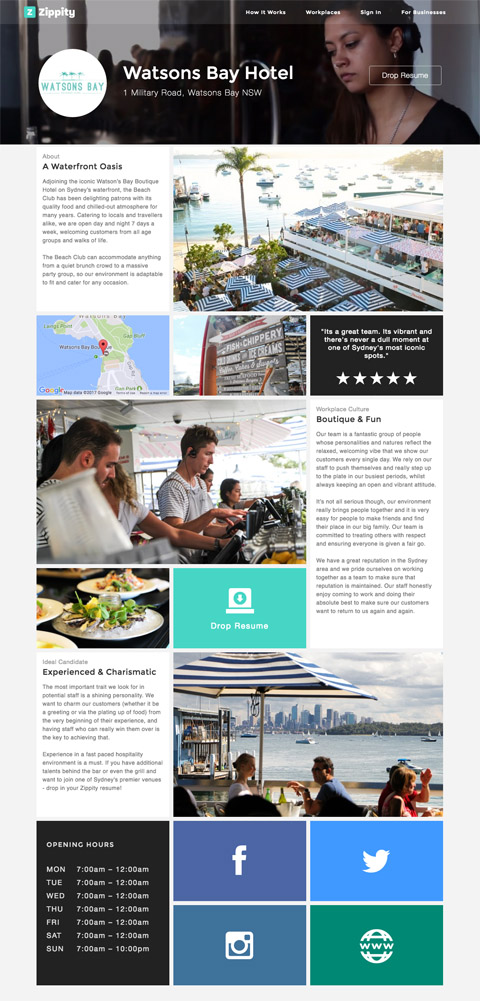 Zippity
How It Works
Workplaces
Sign In
For Businesses
WATSONS BAY
Watsons Bay Hotel
1 Military Road, Watsons Bay NSW
Drop Resume
About
A Waterfront Oasis
Adjoining the iconic Watson's Bay Boutique
Hotel on Sydney's waterfront, the Beach
Club has been delighting patrons with its
quality food and chilled-out atmosphere for
many years. Catering to locals and travellers
alike, we are open day and night 7 days a
week, welcoming customers from all age
groups and walks of life.
The Beach Club can accommodate anything
from a quiet brunch crowd to a massive
party group, so our environment is adaptable
to fit and cater for any occasion.
Laings Point
Gap Bluff
Watsons Bay
Gap Park
Google
Map data ©2017 Google
Terms of Use
FISH & CHIPPERY
COLD DRINKS
ICE CREAMS
"Its a great team. Its vibrant and
there's never a dull moment at
one of Sydney's most iconic
spots."
Workplace Culture
Boutique & Fun
Our team is a fantastic group of people
whose personalities and natures reflect the
relaxed, welcoming vibe that we show our
customers every single day. We rely on our
staff to push themselves and really step up
to the plate in our busiest periods, whilst
always keeping an open and vibrant attitude.
It's not all serious though, our environment
really brings people together and it is very
easy for people to make friends and find
their place in our big family. Our team is
committed to treating others with respect
and ensuring everyone is given a fair go.
We have a great reputation in the Sydney
area and we pride ourselves on working
together as a team to make sure that
reputation is maintained. Our staff honestly
enjoy coming to work and doing their
absolute best to make sure our customers
want to return to us again and again.
Drop Resume
Ideal Candidate
Experienced & Charismatic
The most important trait we look for in
potential staff is a shining personality. We
want to charm our customers (whether it be
a greeting or via the plating up of food) from
the very beginning of their experience, and
having staff who can really win them over is
the key to achieving that.
Experience in a fast paced hospitality
environment is a must. If you have additional
talents behind the bar or even the grill and
want to join one of Sydney's premier venues
- drop in your Zippity resume!
OPENING HOURS
MON 7:00am – 12:00am
TUE 7:00am – 12:00am
WED 7:00am – 12:00am
THU 7:00am – 12:00am
FRI 7:00am – 12:00am
SAT 7:00am – 12:00am
SUN 7:00am – 10:00pm
WWW